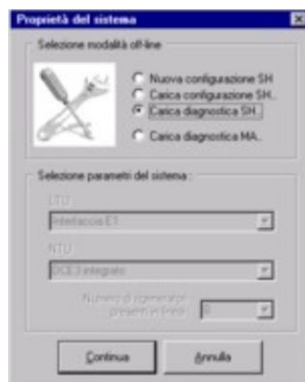 Proprietà del sistema
Selezione modalità off-line
Nuova configurazione SH
Carica configurazione SH..
Carica diagnostica SH..
Carica diagnostica MA..
Selezione parametri del sistema :
LTU
Interfaccia E1
NTU
DCE3 integrato
Numero di rigeneratori
presenti in linea:
0
Continua
Annulla